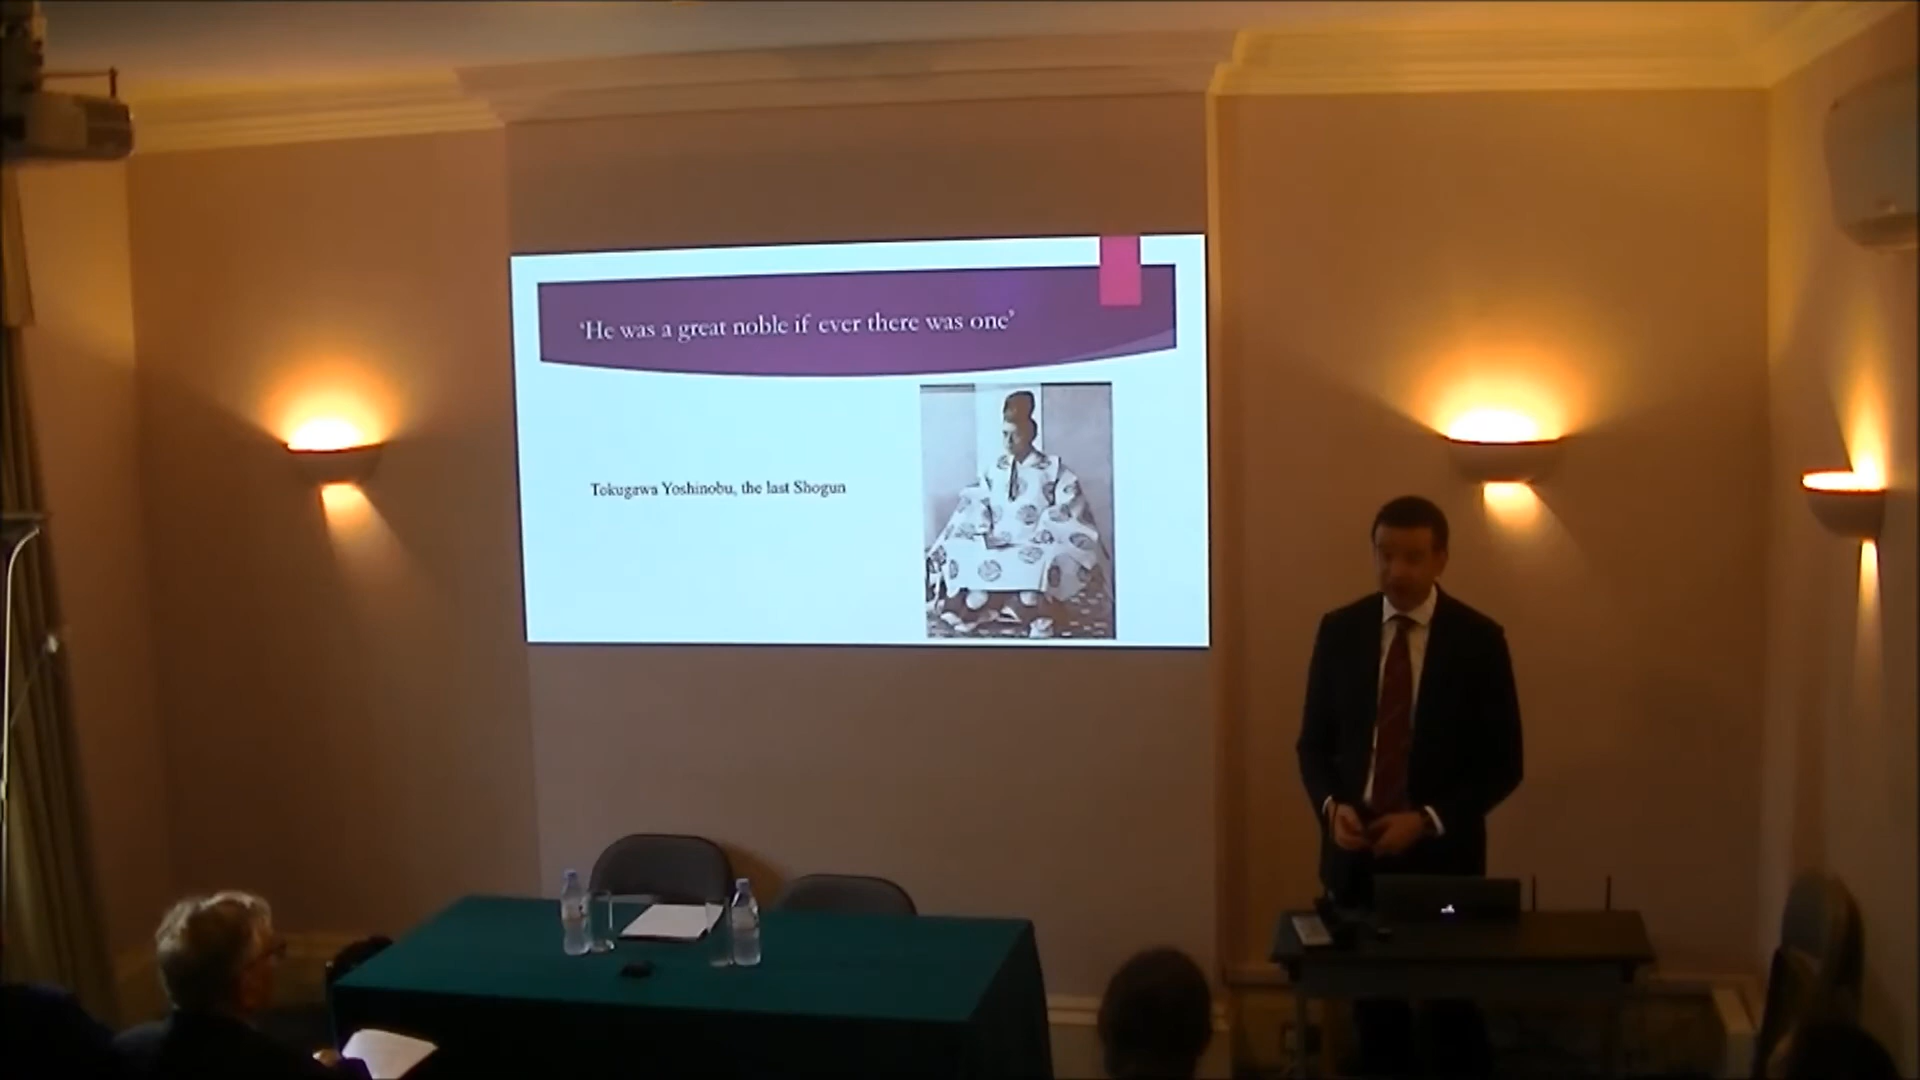 ‘He was a great noble if ever there was one’
Tokugawa Yoshinobu, the last Shogun